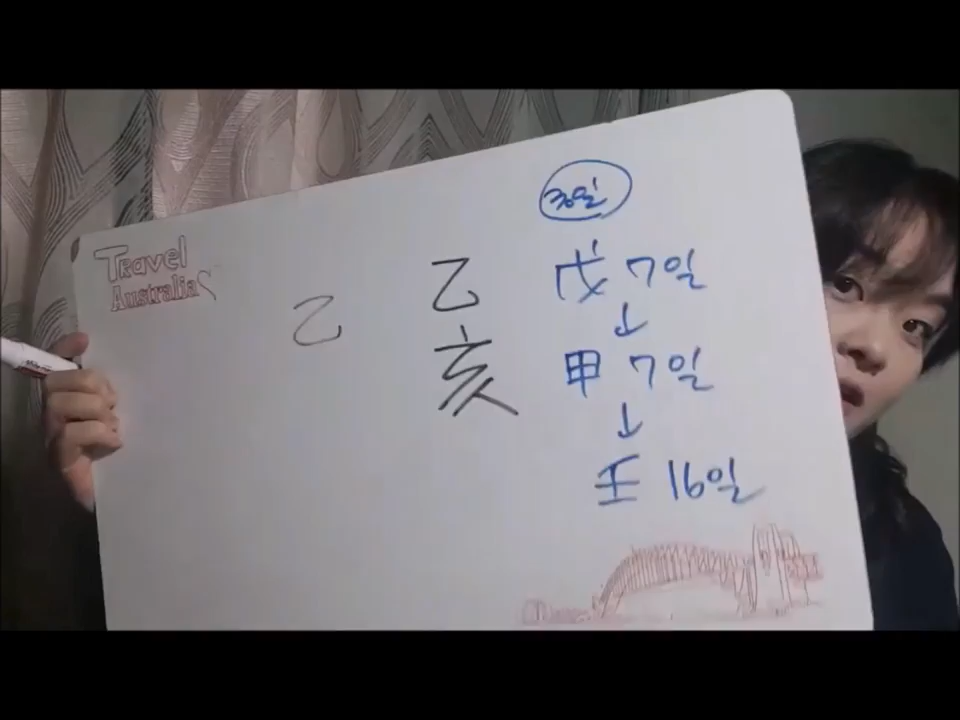 Travel
Australia
乙
乙
亥
30일
戊 7일
↓
甲 7일
↓
壬 16일